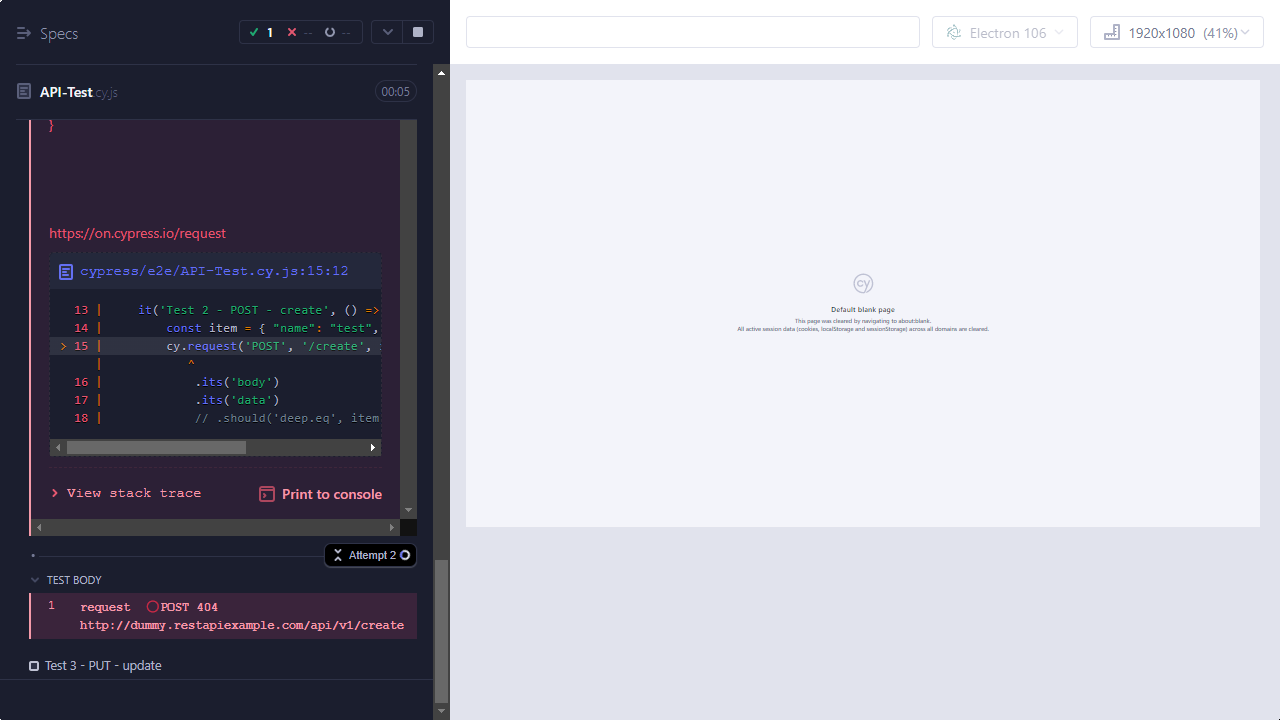 Specs
1
--
--
Electron 106
1920x1080 (41%)
API-Test.cy.js
00:05
}
https://on.cypress.io/request
cypress/e2e/API-Test.cy.js:15:12
13 | it('Test 2 - POST - create', () =>
14 | const item = { "name": "test",
> 15 | cy.request('POST', '/create',
| ^
16 | .its('body')
17 | .its('data')
18 | // .should('deep.eq', item
View stack trace
Print to console
Attempt 2
TEST BODY
1 request POST 404
http://dummy.restapiexample.com/api/v1/create
Test 3 - PUT - update
cy
Default blank page
This page was cleared by navigating to about:blank.
All active session data (cookies, localStorage and sessionStorage) across all domains are cleared.